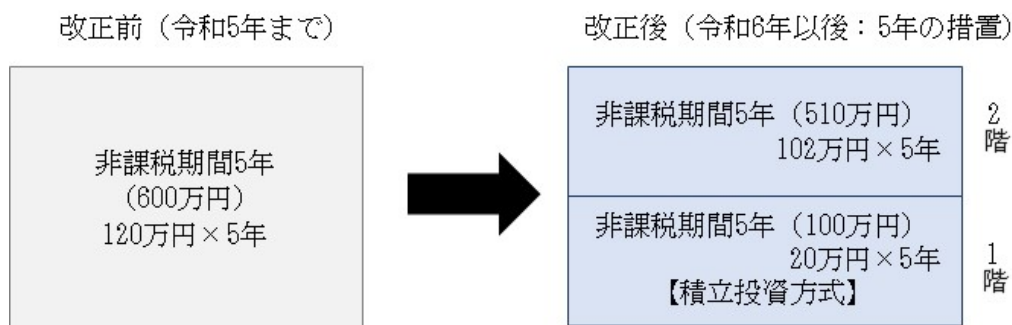 改正前（令和5年まで）
非課税期間5年
(600万円)
120万円×5年
改正後（令和6年以後：5年の措置）
非課税期間5年（510万円）
102万円×5年
2階
非課税期間5年（100万円）
20万円×5年
【積立投資方式】
1階